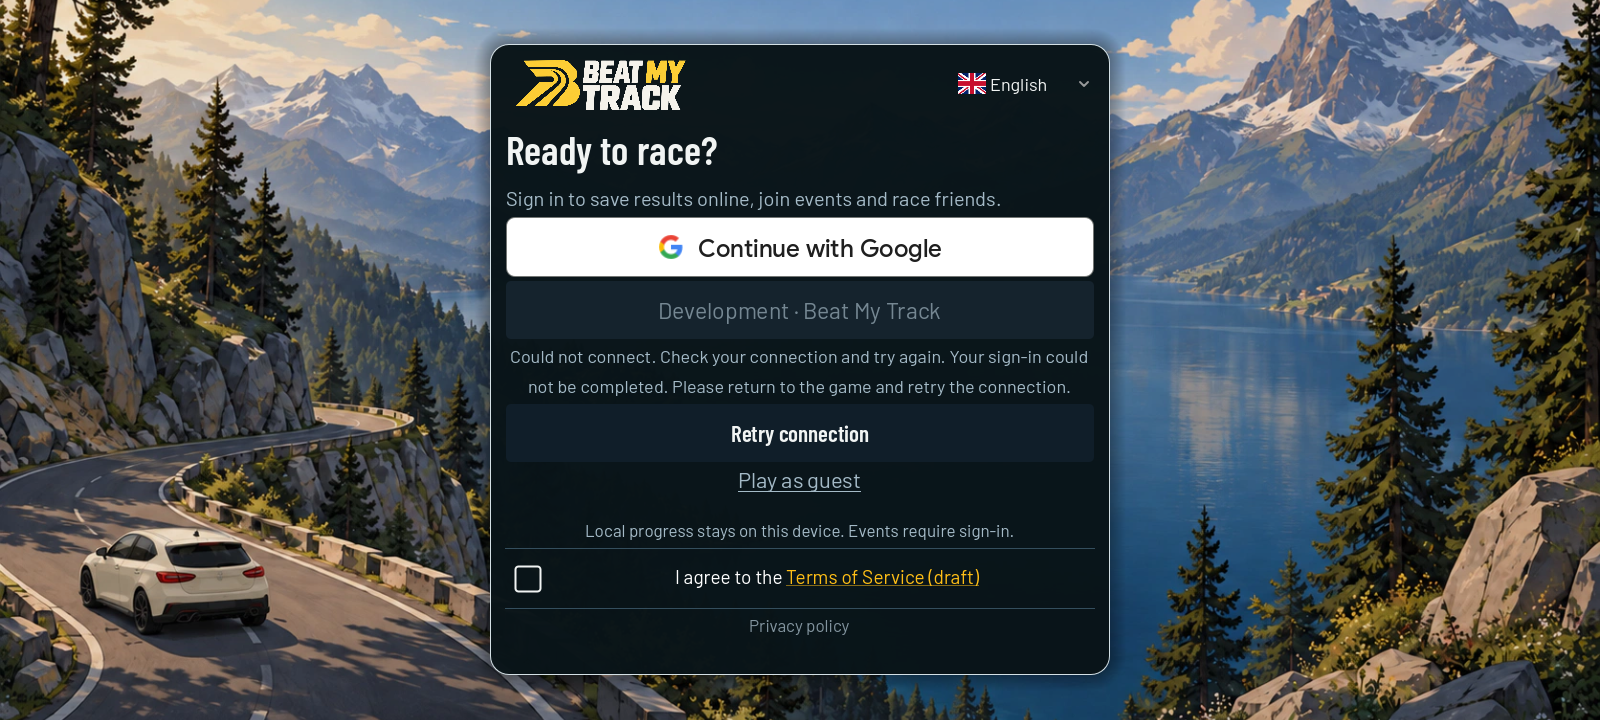 BEAT MY
TRACK
English
Ready to race?
Sign in to save results online, join events and race friends.
Continue with Google
Development · Beat My Track
Could not connect. Check your connection and try again. Your sign-in could
not be completed. Please return to the game and retry the connection.
Retry connection
Play as guest
Local progress stays on this device. Events require sign-in.
I agree to the Terms of Service (draft)
Privacy policy